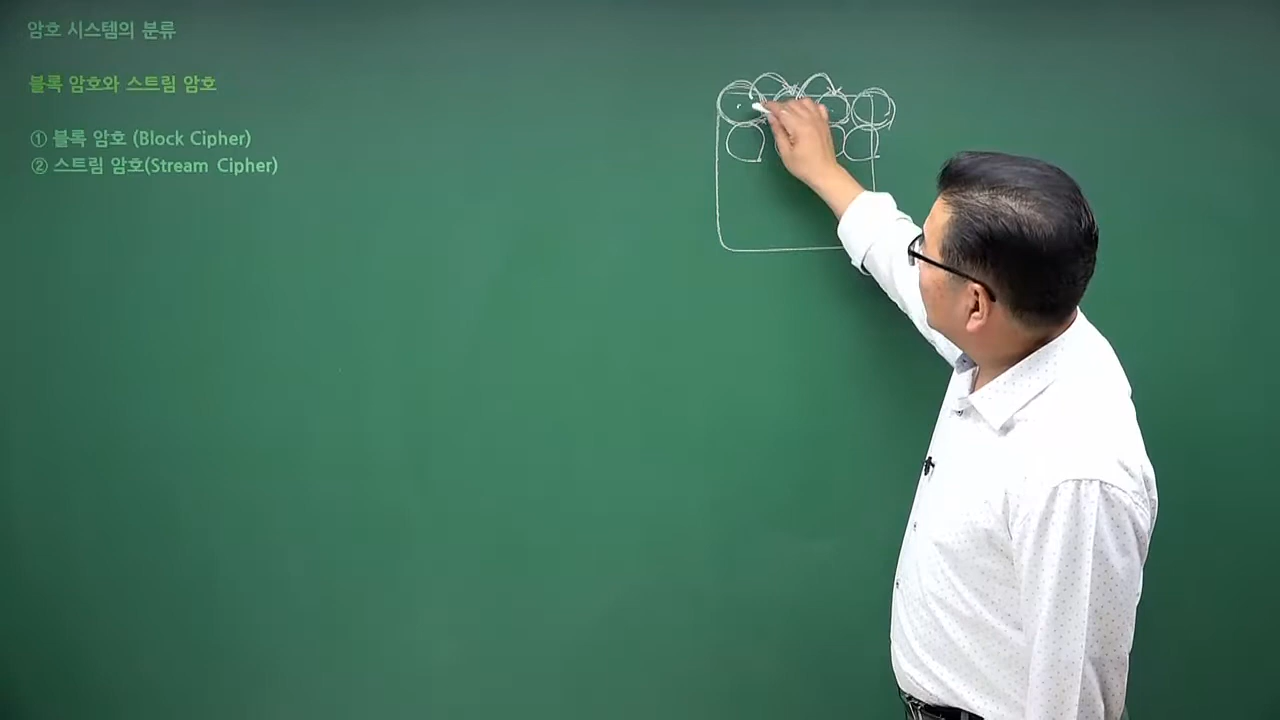 암호 시스템의 분류
블록 암호와 스트림 암호
① 블록 암호 (Block Cipher)
② 스트림 암호(Stream Cipher)